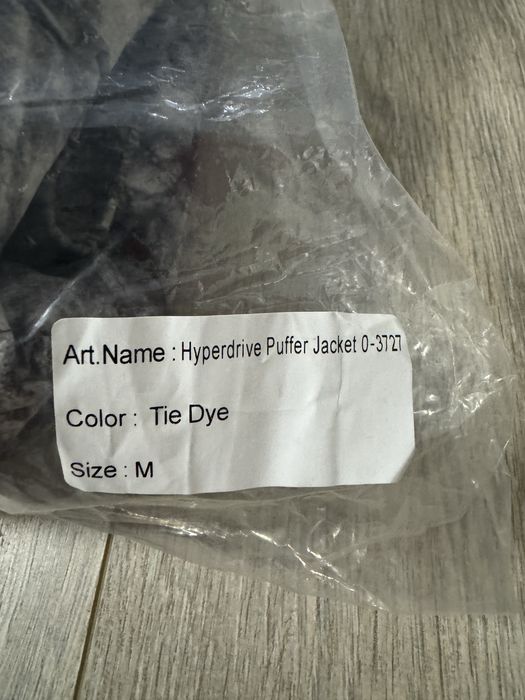 Art.Name : Hyperdrive Puffer Jacket 0-3727
Color : Tie Dye
Size : M